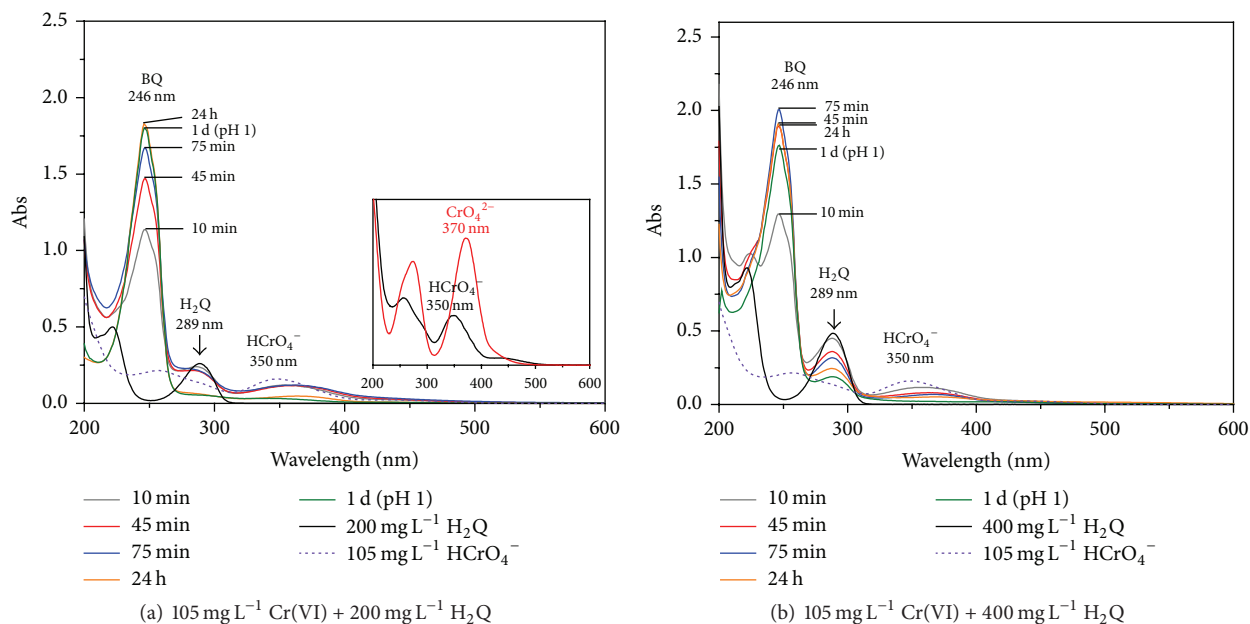 2.5
2.0
1.5
1.0
0.5
0.0
Abs
BQ
246 nm
24 h
1 d (pH 1)
75 min
45 min
10 min
H₂Q
289 nm
HCrO₄⁻
350 nm
CrO₄²⁻
370 nm
HCrO₄⁻
350 nm
200 300 400 500 600
200 300 400 500 600
Wavelength (nm)
10 min
45 min
75 min
24 h
1 d (pH 1)
200 mg L⁻¹ H₂Q
105 mg L⁻¹ HCrO₄⁻
(a) 105 mg L⁻¹ Cr(VI) + 200 mg L⁻¹ H₂Q
2.5
2.0
1.5
1.0
0.5
0.0
Abs
BQ
246 nm
75 min
45 min
24 h
1 d (pH 1)
10 min
H₂Q
289 nm
HCrO₄⁻
350 nm
200 300 400 500 600
Wavelength (nm)
10 min
45 min
75 min
24 h
1 d (pH 1)
400 mg L⁻¹ H₂Q
105 mg L⁻¹ HCrO₄⁻
(b) 105 mg L⁻¹ Cr(VI) + 400 mg L⁻¹ H₂Q